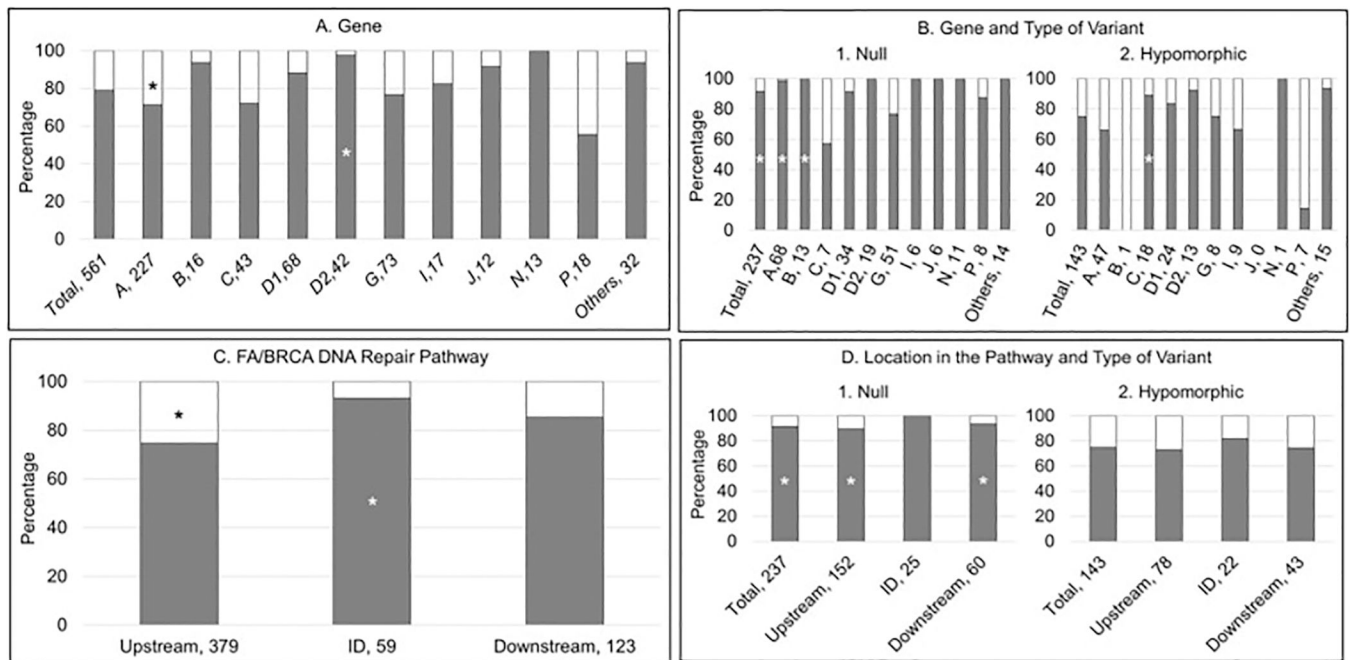 A. Gene
Percentage
100
80
60
40
20
0
Total, 561
A, 227
B,16
C,43
D1,68
D2,42
G,73
I,17
J,12
N,13
P,18
Others, 32
B. Gene and Type of Variant
1. Null
Percentage
100
80
60
40
20
0
Total, 237
A,68
B, 13
C, 7
D1, 34
D2, 19
G, 51
I, 6
J, 6
N, 11
P, 8
Others, 14
2. Hypomorphic
100
80
60
40
20
0
Total, 143
A, 47
B, 1
C, 18
D1, 24
D2, 13
G, 8
I, 9
J, 0
N, 1
P, 7
Others, 15
C. FA/BRCA DNA Repair Pathway
Percentage
100
80
60
40
20
0
Upstream, 379
ID, 59
Downstream, 123
D. Location in the Pathway and Type of Variant
1. Null
Percentage
100
80
60
40
20
0
Total, 237
Upstream, 152
ID, 25
Downstream, 60
2. Hypomorphic
100
80
60
40
20
0
Total, 143
Upstream, 78
ID, 22
Downstream, 43